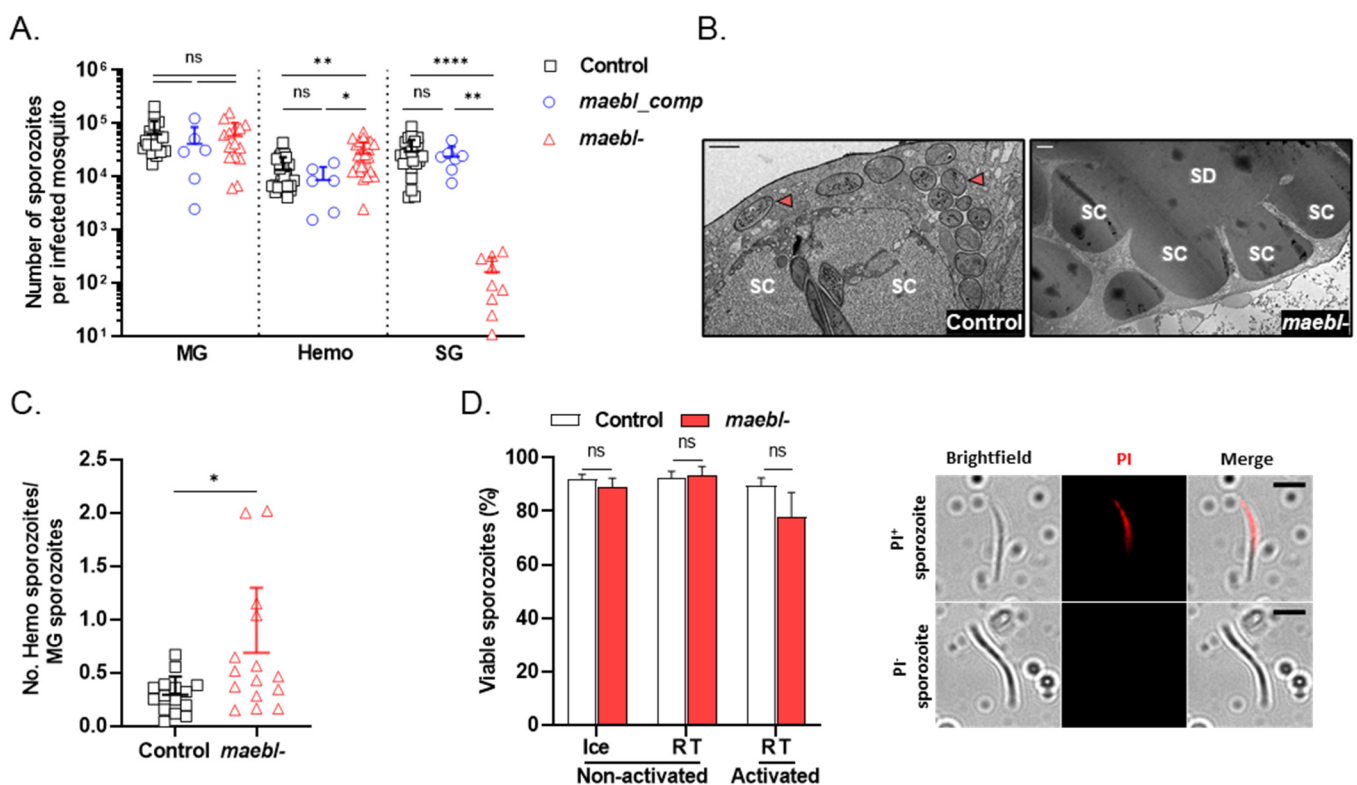 A.
Number of sporozoites
per infected mosquito
10⁶
10⁵
10⁴
10³
10²
10¹
ns
**
ns
*
****
ns
**
MG
Hemo
SG
Control
maebl_comp
maebl-
B.
SC
SC
Control
SD
SC
SC
SC
SC
maebl-
C.
No. Hemo sporozoites/
MG sporozoites
2.5
2.0
1.5
1.0
0.5
0.0
*
Control
maebl-
D.
Control
maebl-
Viable sporozoites (%)
100
80
60
40
20
0
ns
ns
ns
Ice
RT
RT
Non-activated
Activated
Brightfield
PI
Merge
PI⁺
sporozoite
PI⁻
sporozoite